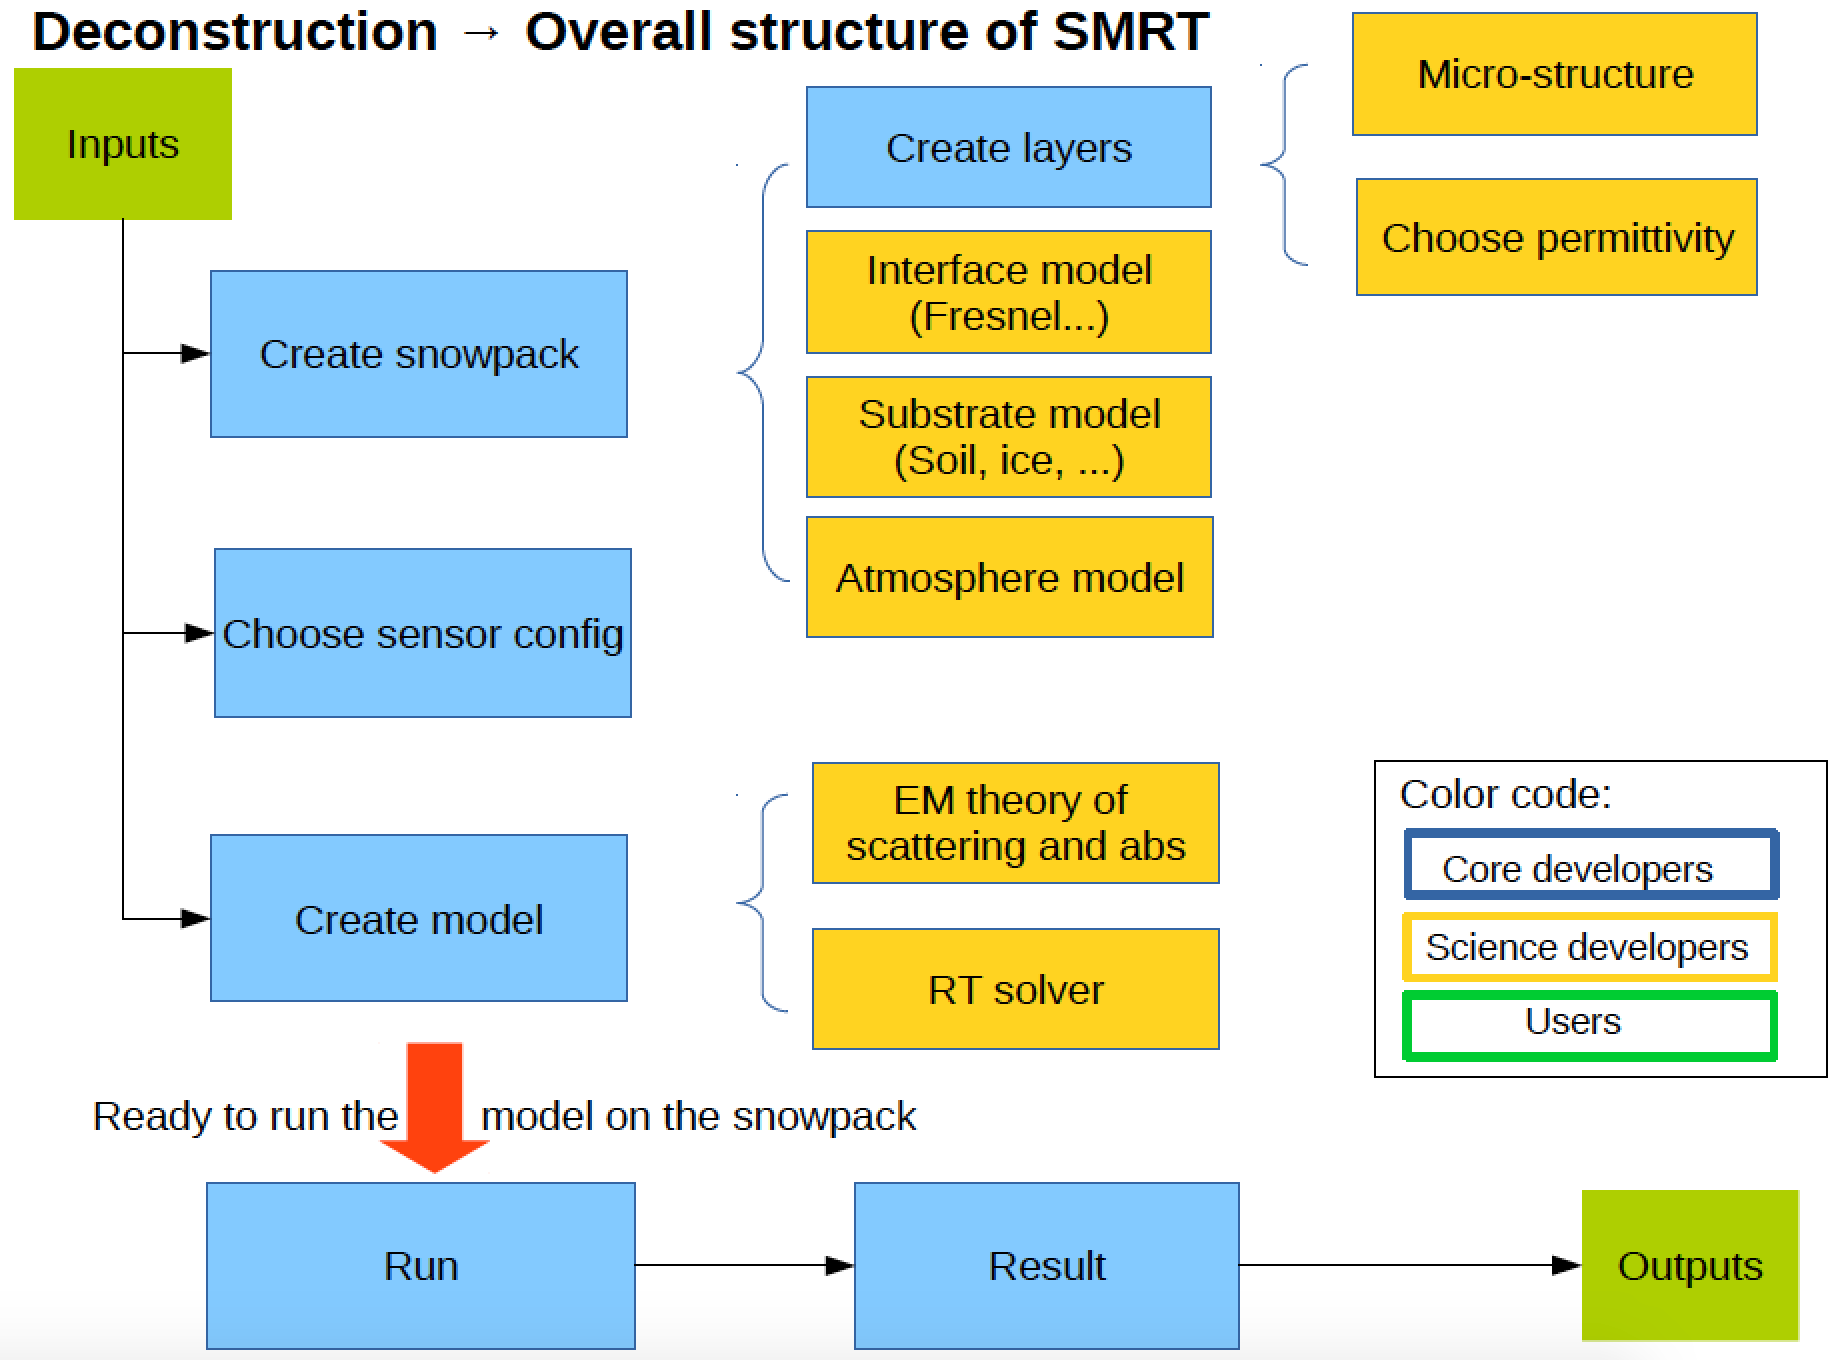 Deconstruction → Overall structure of SMRT
Inputs
Create snowpack
Choose sensor config
Create model
Create layers
Interface model
(Fresnel...)
Substrate model
(Soil, ice, ...)
Atmosphere model
Micro-structure
Choose permittivity
EM theory of
scattering and abs
RT solver
Color code:
Core developers
Science developers
Users
Ready to run the model on the snowpack
Run
Result
Outputs